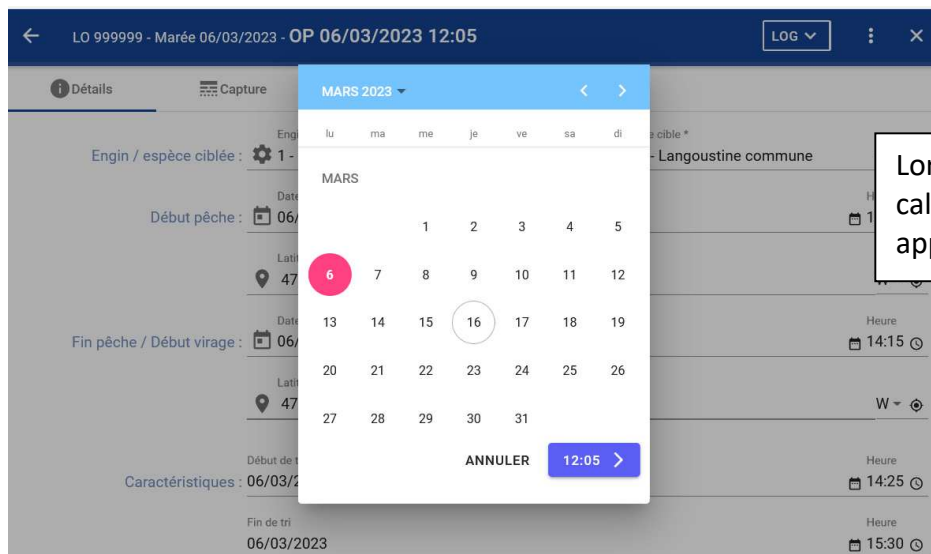 LO 999999 - Marée 06/03/2023 - OP 06/03/2023 12:05
LOG
Détails
Capture
MARS 2023
lu ma me je ve sa di
MARS
1 2 3 4 5
6 7 8 9 10 11 12
13 14 15 16 17 18 19
20 21 22 23 24 25 26
27 28 29 30 31
ANNULER
12:05
Engin / espèce ciblée :
1 -
cible *
- Langoustine commune
Début pêche :
06/
47
Fin pêche / Début virage :
06/
Heure
14:15
47
W
Caractéristiques :
Début de t
06/03/2
Heure
14:25
Fin de tri
06/03/2023
Heure
15:30
Lor
cal
app